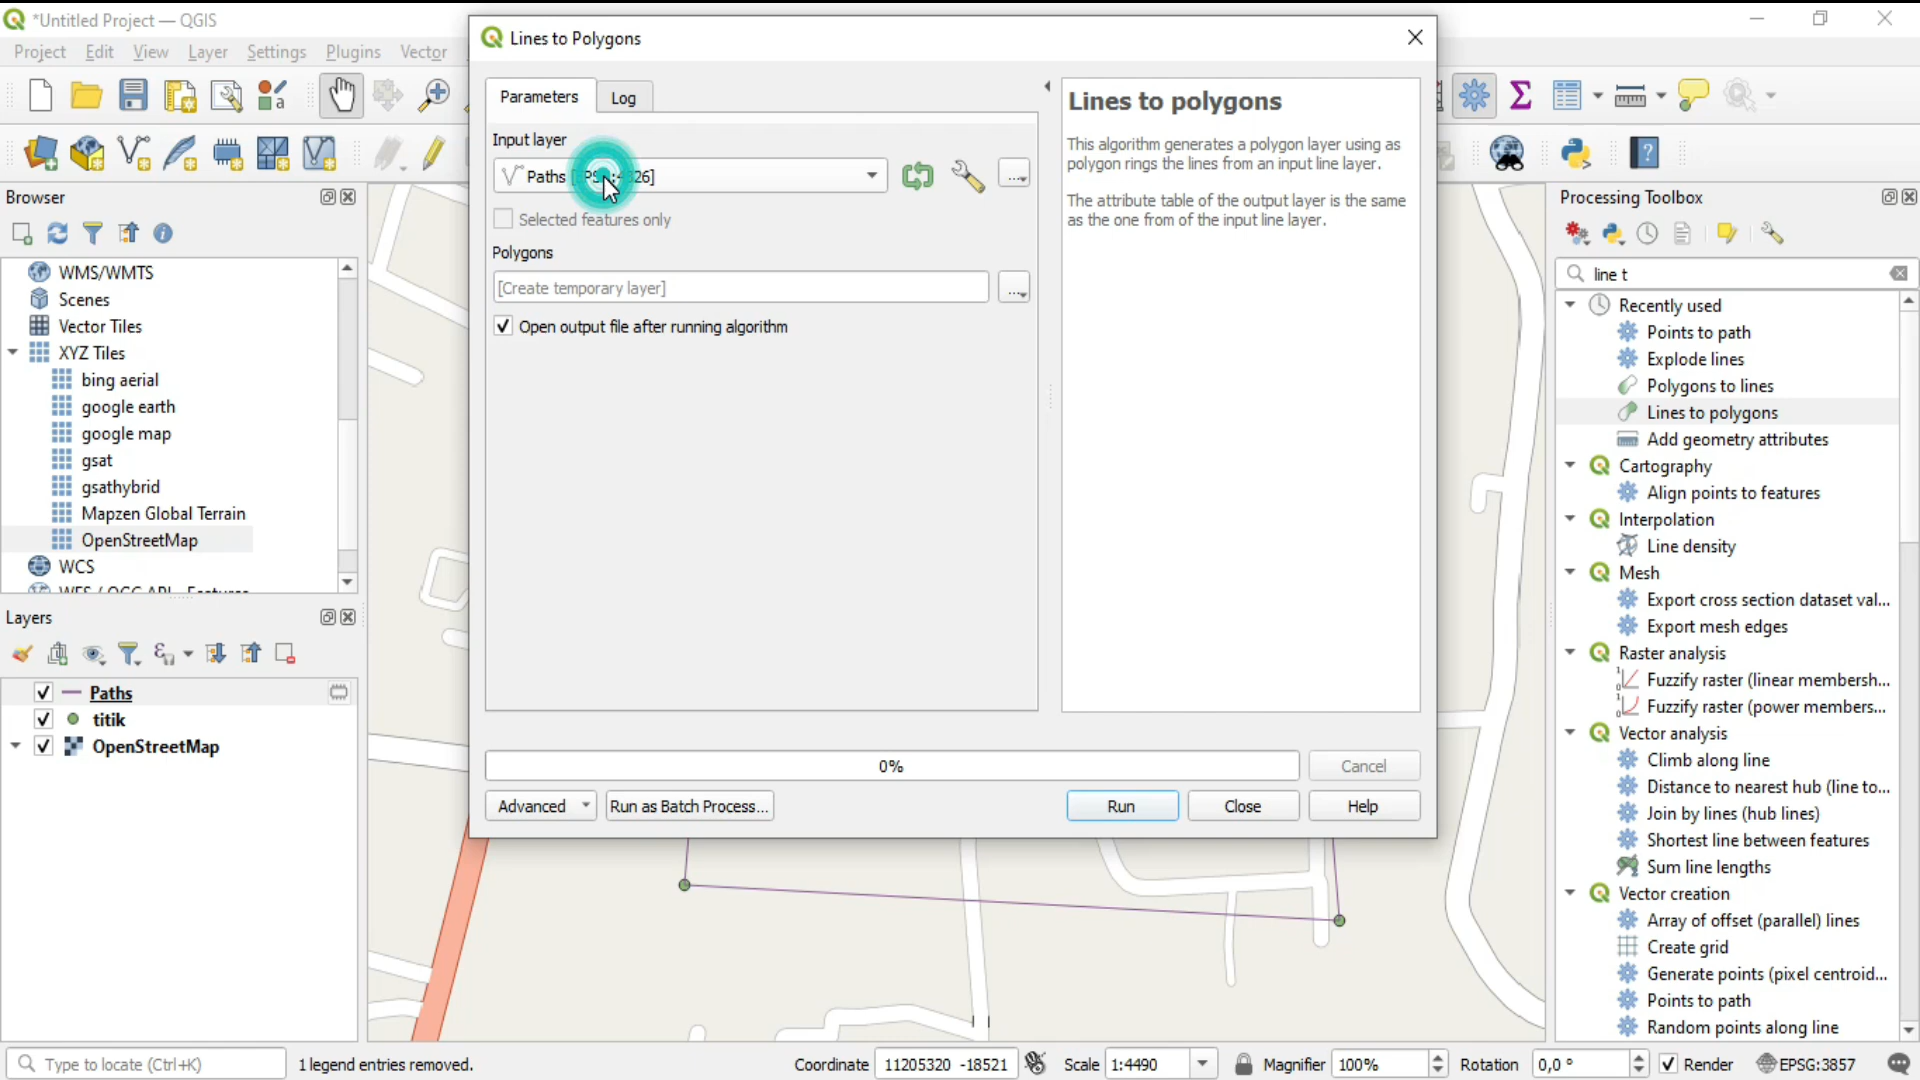 *Untitled Project — QGIS
Project Edit View Layer Settings Plugins Vector
Browser
WMS/WMTS
Scenes
Vector Tiles
XYZ Tiles
bing aerial
google earth
google map
gsat
gsathybrid
Mapzen Global Terrain
OpenStreetMap
WCS
Layers
Paths
titik
OpenStreetMap
Lines to Polygons
Parameters Log
Input layer
Paths
Selected features only
Polygons
[Create temporary layer]
Open output file after running algorithm
Lines to polygons
This algorithm generates a polygon layer using as
polygon rings the lines from an input line layer.
The attribute table of the output layer is the same
as the one from of the input line layer.
0%
Cancel
Advanced
Run as Batch Process...
Run
Close
Help
Processing Toolbox
line t
Recently used
Points to path
Explode lines
Polygons to lines
Lines to polygons
Add geometry attributes
Cartography
Align points to features
Interpolation
Line density
Mesh
Export cross section dataset val...
Export mesh edges
Raster analysis
Fuzzify raster (linear membersh...
Fuzzify raster (power members...
Vector analysis
Climb along line
Distance to nearest hub (line to...
Join by lines (hub lines)
Shortest line between features
Sum line lengths
Vector creation
Array of offset (parallel) lines
Create grid
Generate points (pixel centroid...
Points to path
Random points along line
Type to locate (Ctrl+K)
1 legend entries removed.
Coordinate 11205320 -18521
Scale 1:4490
Magnifier 100%
Rotation 0,0 °
Render
EPSG:3857